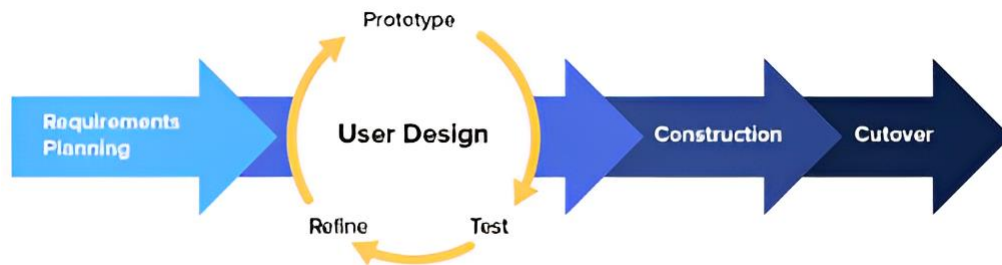 Prototype
Requirements
Planning
User Design
Construction
Cutover
Refine
Test